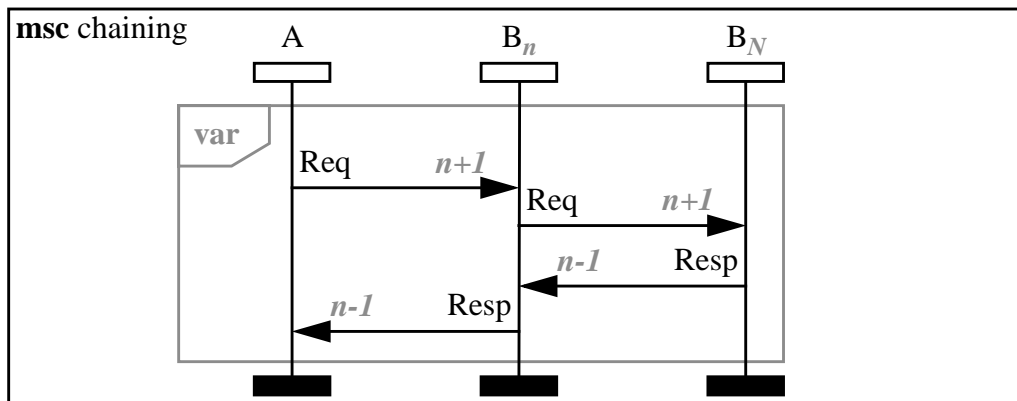 msc chaining
A B_n B_N
var
Req n+1
Req n+1
n-1 Resp
n-1 Resp